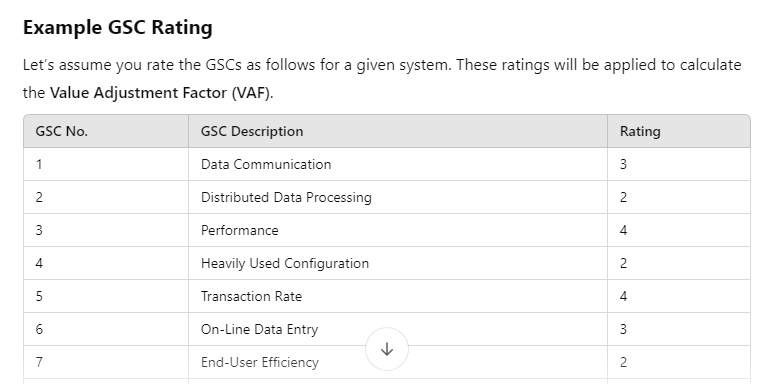 Example GSC Rating
Let's assume you rate the GSCs as follows for a given system. These ratings will be applied to calculate
the Value Adjustment Factor (VAF).
GSC No. GSC Description Rating
1 Data Communication 3
2 Distributed Data Processing 2
3 Performance 4
4 Heavily Used Configuration 2
5 Transaction Rate 4
6 On-Line Data Entry 3
7 End-User Efficiency 2